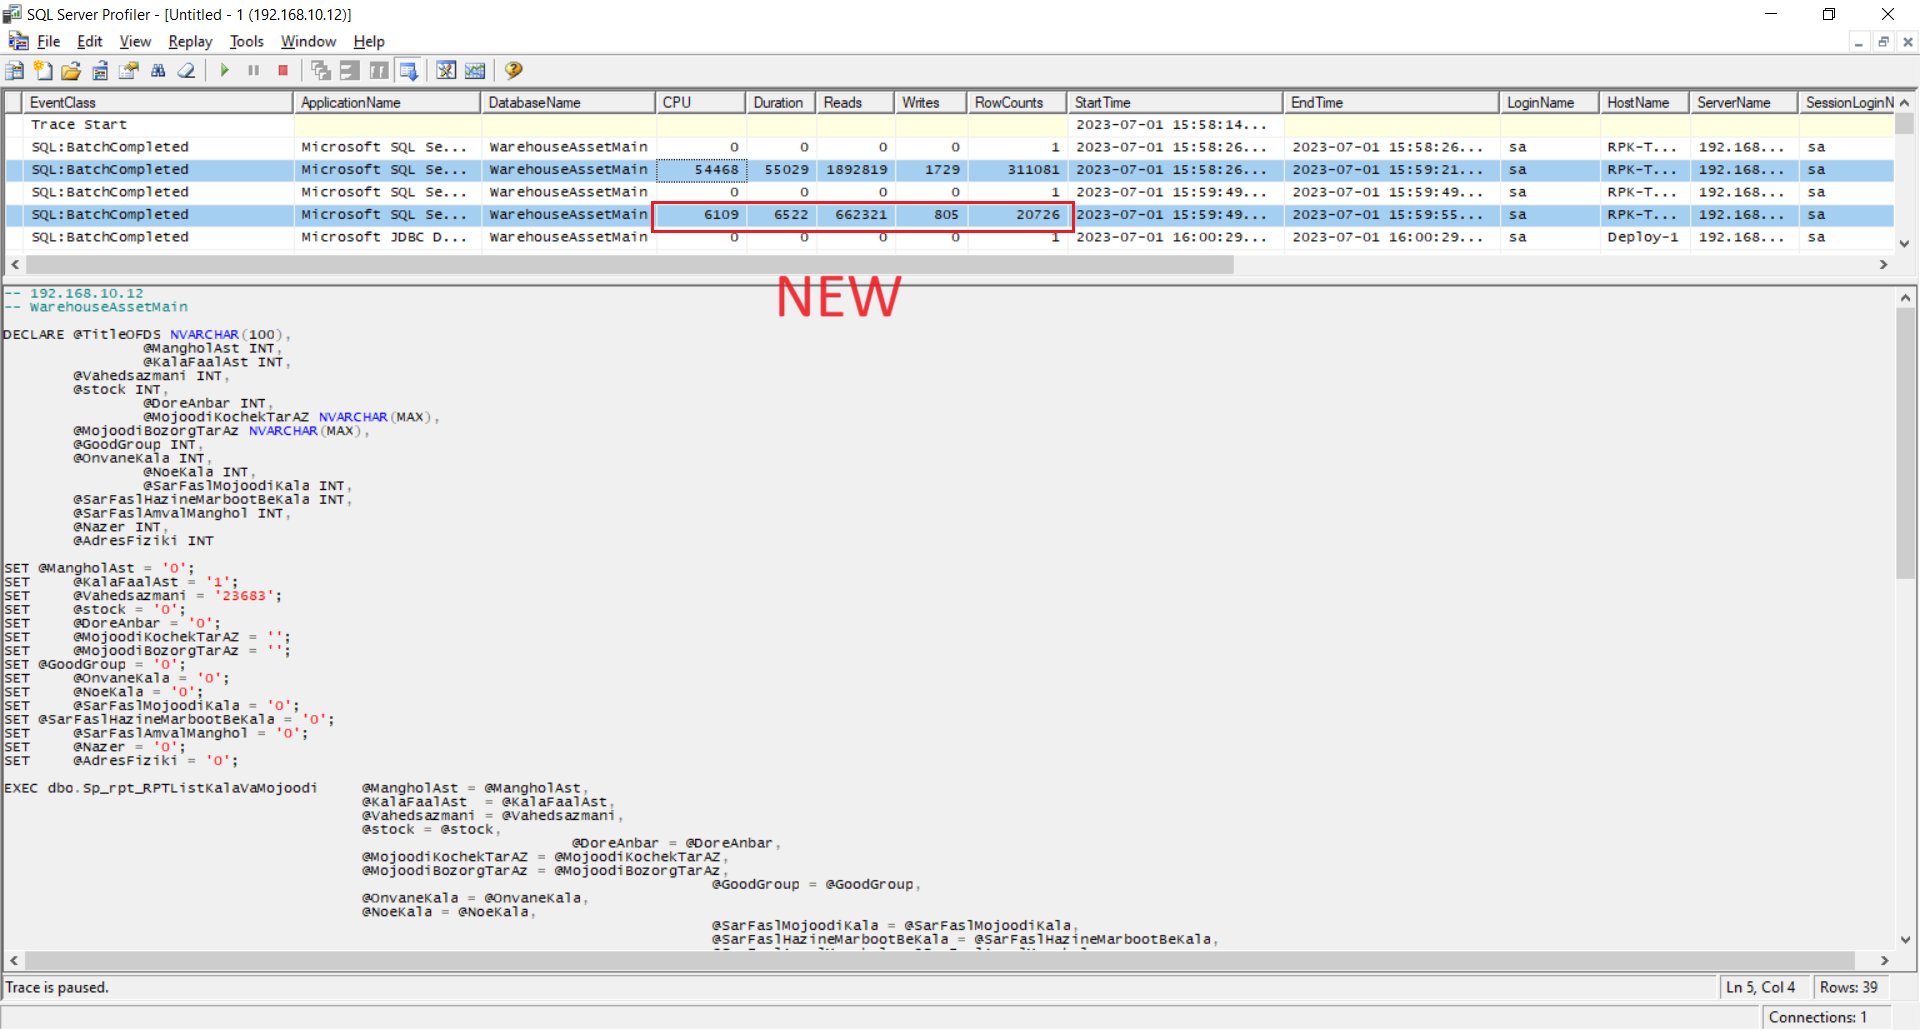 SQL Server Profiler - [Untitled - 1 (192.168.10.12)]
File Edit View Replay Tools Window Help
EventClass ApplicationName DatabaseName CPU Duration Reads Writes RowCounts StartTime EndTime LoginName HostName ServerName SessionLoginN
Trace Start 2023-07-01 15:58:14...
SQL:BatchCompleted Microsoft SQL Se... WarehouseAssetMain 0 0 0 0 1 2023-07-01 15:58:26... 2023-07-01 15:58:26... sa RPK-T... 192.168... sa
SQL:BatchCompleted Microsoft SQL Se... WarehouseAssetMain 54468 55029 1892819 1729 311081 2023-07-01 15:58:26... 2023-07-01 15:59:21... sa RPK-T... 192.168... sa
SQL:BatchCompleted Microsoft SQL Se... WarehouseAssetMain 0 0 0 0 1 2023-07-01 15:59:49... 2023-07-01 15:59:49... sa RPK-T... 192.168... sa
SQL:BatchCompleted Microsoft SQL Se... WarehouseAssetMain 6109 6522 662321 805 20726 2023-07-01 15:59:49... 2023-07-01 15:59:55... sa RPK-T... 192.168... sa
SQL:BatchCompleted Microsoft JDBC D... WarehouseAssetMain 0 0 0 0 1 2023-07-01 16:00:29... 2023-07-01 16:00:29... sa Deploy-1 192.168... sa
NEW
-- 192.168.10.12
-- WarehouseAssetMain
DECLARE @TitleOFDS NVARCHAR(100),
@MangholAst INT,
@KalaFaalAst INT,
@Vahedsazmani INT,
@stock INT,
@DoreAnbar INT,
@MojoodiKochekTarAZ NVARCHAR(MAX),
@MojoodiBozorgTarAz NVARCHAR(MAX),
@GoodGroup INT,
@OnvaneKala INT,
@NoeKala INT,
@SarFaslMojoodiKala INT,
@SarFaslHazineMarbootBeKala INT,
@SarFaslAmvalManghol INT,
@Nazer INT,
@AdresFiziki INT
SET @MangholAst = '0';
SET @KalaFaalAst = '1';
SET @Vahedsazmani = '23683';
SET @stock = '0';
SET @DoreAnbar = '0';
SET @MojoodiKochekTarAZ = '';
SET @MojoodiBozorgTarAz = '';
SET @GoodGroup = '0';
SET @OnvaneKala = '0';
SET @NoeKala = '0';
SET @SarFaslMojoodiKala = '0';
SET @SarFaslHazineMarbootBeKala = '0';
SET @SarFaslAmvalManghol = '0';
SET @Nazer = '0';
SET @AdresFiziki = '0';
EXEC dbo.Sp_rpt_RPTListKalaVaMojoodi @MangholAst = @MangholAst,
@KalaFaalAst = @KalaFaalAst,
@Vahedsazmani = @Vahedsazmani,
@stock = @stock,
@DoreAnbar = @DoreAnbar,
@MojoodiKochekTarAZ = @MojoodiKochekTarAZ,
@MojoodiBozorgTarAz = @MojoodiBozorgTarAz,
@GoodGroup = @GoodGroup,
@OnvaneKala = @OnvaneKala,
@NoeKala = @NoeKala,
@SarFaslMojoodiKala = @SarFaslMojoodiKala,
@SarFaslHazineMarbootBeKala = @SarFaslHazineMarbootBeKala,
Trace is paused.
Ln 5, Col 4 Rows: 39
Connections: 1